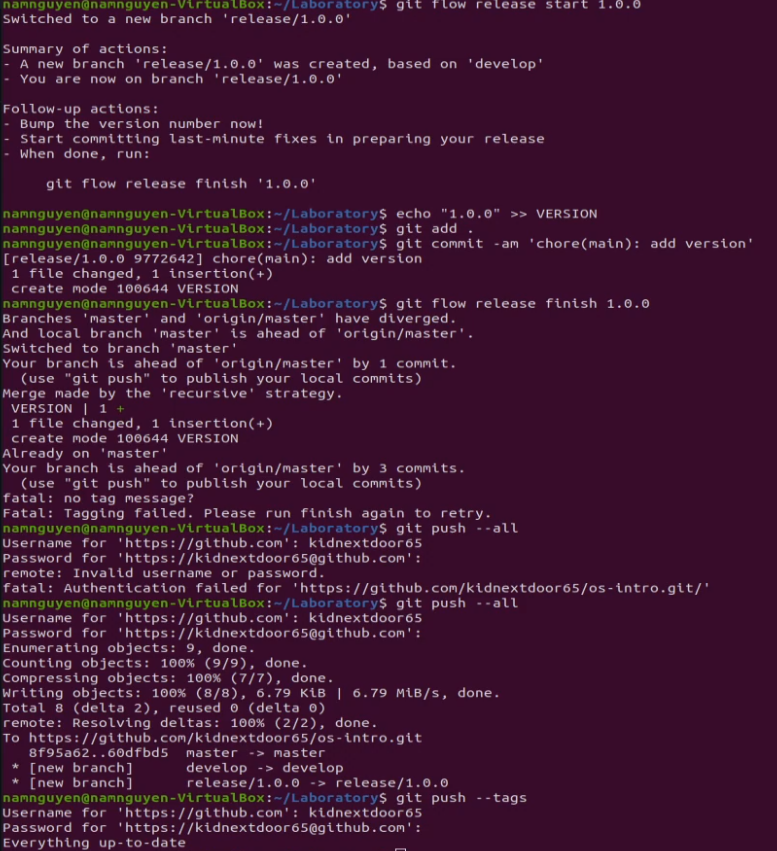 namnguyen@namnguyen-VirtualBox:~/Laboratory$ git flow release start 1.0.0
Switched to a new branch 'release/1.0.0'
Summary of actions:
- A new branch 'release/1.0.0' was created, based on 'develop'
- You are now on branch 'release/1.0.0'
Follow-up actions:
- Bump the version number now!
- Start committing last-minute fixes in preparing your release
- When done, run:
git flow release finish '1.0.0'
namnguyen@namnguyen-VirtualBox:~/Laboratory$ echo "1.0.0" >> VERSION
namnguyen@namnguyen-VirtualBox:~/Laboratory$ git add .
namnguyen@namnguyen-VirtualBox:~/Laboratory$ git commit -am 'chore(main): add version'
[release/1.0.0 9772642] chore(main): add version
1 file changed, 1 insertion(+)
create mode 100644 VERSION
namnguyen@namnguyen-VirtualBox:~/Laboratory$ git flow release finish 1.0.0
Branches 'master' and 'origin/master' have diverged.
And local branch 'master' is ahead of 'origin/master'.
Switched to branch 'master'
Your branch is ahead of 'origin/master' by 1 commit.
(use "git push" to publish your local commits)
Merge made by the 'recursive' strategy.
VERSION | 1 +
1 file changed, 1 insertion(+)
create mode 100644 VERSION
Already on 'master'
Your branch is ahead of 'origin/master' by 3 commits.
(use "git push" to publish your local commits)
fatal: no tag message?
Fatal: Tagging failed. Please run finish again to retry.
namnguyen@namnguyen-VirtualBox:~/Laboratory$ git push --all
Username for 'https://github.com': kidnextdoor65
Password for 'https://kidnextdoor65@github.com':
remote: Invalid username or password.
fatal: Authentication failed for 'https://github.com/kidnextdoor65/os-intro.git/'
namnguyen@namnguyen-VirtualBox:~/Laboratory$ git push --all
Username for 'https://github.com': kidnextdoor65
Password for 'https://kidnextdoor65@github.com':
Enumerating objects: 9, done.
Counting objects: 100% (9/9), done.
Compressing objects: 100% (7/7), done.
Writing objects: 100% (8/8), 6.79 KiB | 6.79 MiB/s, done.
Total 8 (delta 2), reused 0 (delta 0)
remote: Resolving deltas: 100% (2/2), done.
To https://github.com/kidnextdoor65/os-intro.git
8f95a62..60dfbd5 master -> master
* [new branch] develop -> develop
* [new branch] release/1.0.0 -> release/1.0.0
namnguyen@namnguyen-VirtualBox:~/Laboratory$ git push --tags
Username for 'https://github.com': kidnextdoor65
Password for 'https://kidnextdoor65@github.com':
Everything up-to-date